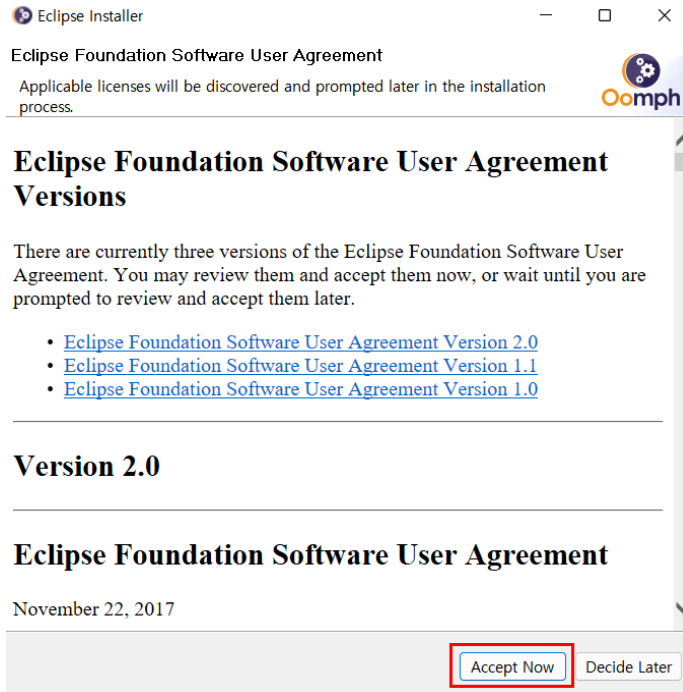 Eclipse Installer
Eclipse Foundation Software User Agreement
Applicable licenses will be discovered and prompted later in the installation
process.
Oomph
Eclipse Foundation Software User Agreement
Versions
There are currently three versions of the Eclipse Foundation Software User
Agreement. You may review them and accept them now, or wait until you are
prompted to review and accept them later.
• Eclipse Foundation Software User Agreement Version 2.0
• Eclipse Foundation Software User Agreement Version 1.1
• Eclipse Foundation Software User Agreement Version 1.0
Version 2.0
Eclipse Foundation Software User Agreement
November 22, 2017
Accept Now Decide Later